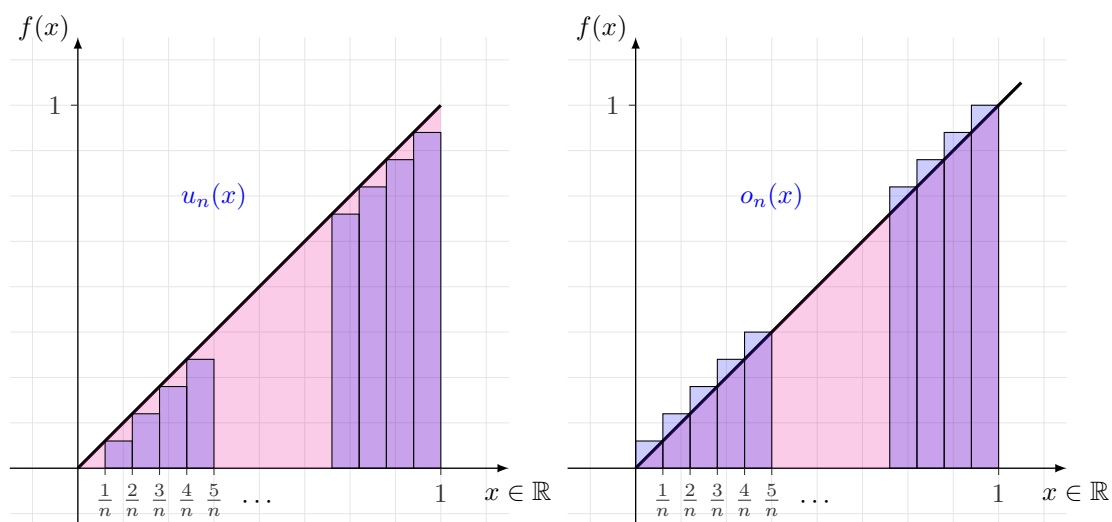 f(x)
1
u_n(x)
1/n 2/n 3/n 4/n 5/n ... 1 x ∈ ℝ
f(x)
1
o_n(x)
1/n 2/n 3/n 4/n 5/n ... 1 x ∈ ℝ